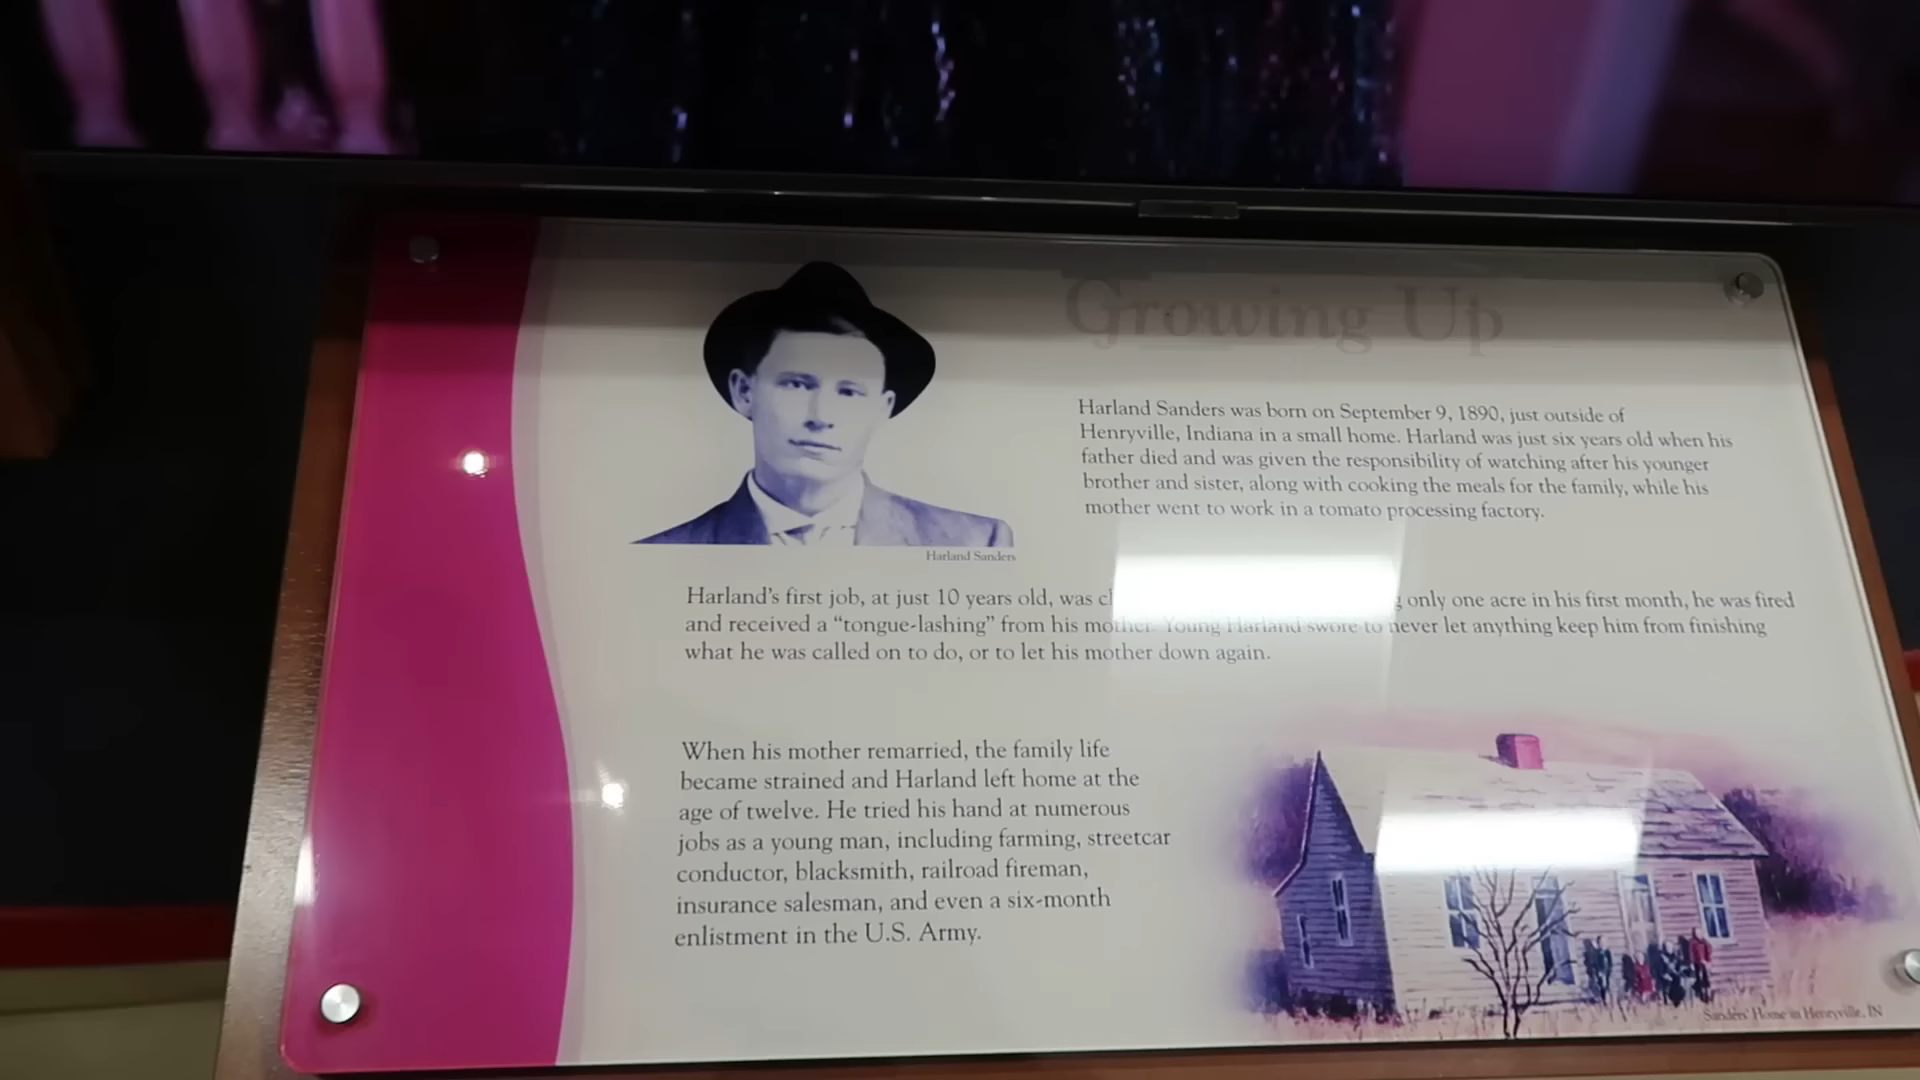 Growing Up
Harland Sanders was born on September 9, 1890, just outside of
Henryville, Indiana in a small home. Harland was just six years old when his
father died and was given the responsibility of watching after his younger
brother and sister, along with cooking the meals for the family, while his
mother went to work in a tomato processing factory.
Harland Sanders
Harland's first job, at just 10 years old, was only one acre in his first month, he was fired
and received a “tongue-lashing” from his mother. Young Harland swore to never let anything keep him from finishing
what he was called on to do, or to let his mother down again.
When his mother remarried, the family life
became strained and Harland left home at the
age of twelve. He tried his hand at numerous
jobs as a young man, including farming, streetcar
conductor, blacksmith, railroad fireman,
insurance salesman, and even a six-month
enlistment in the U.S. Army.
Sanders' Home in Henryville, IN